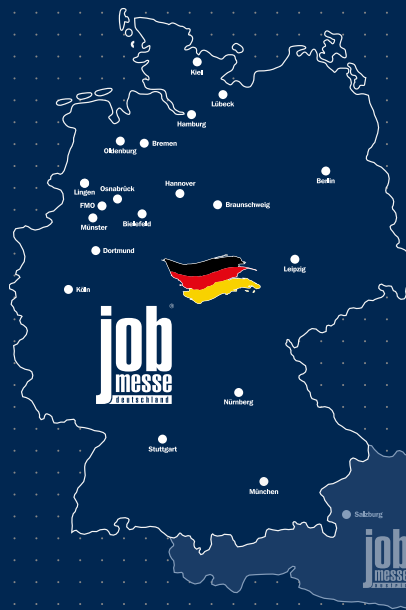 Kiel
Lübeck
Hamburg
Oldenburg
Bremen
Berlin
Lingen
Osnabrück
Hannover
FMO
Braunschweig
Münster
Bielefeld
Dortmund
Leipzig
Köln
®
job
messe
deutschland
Nürnberg
Stuttgart
München
Salzburg
job
messe